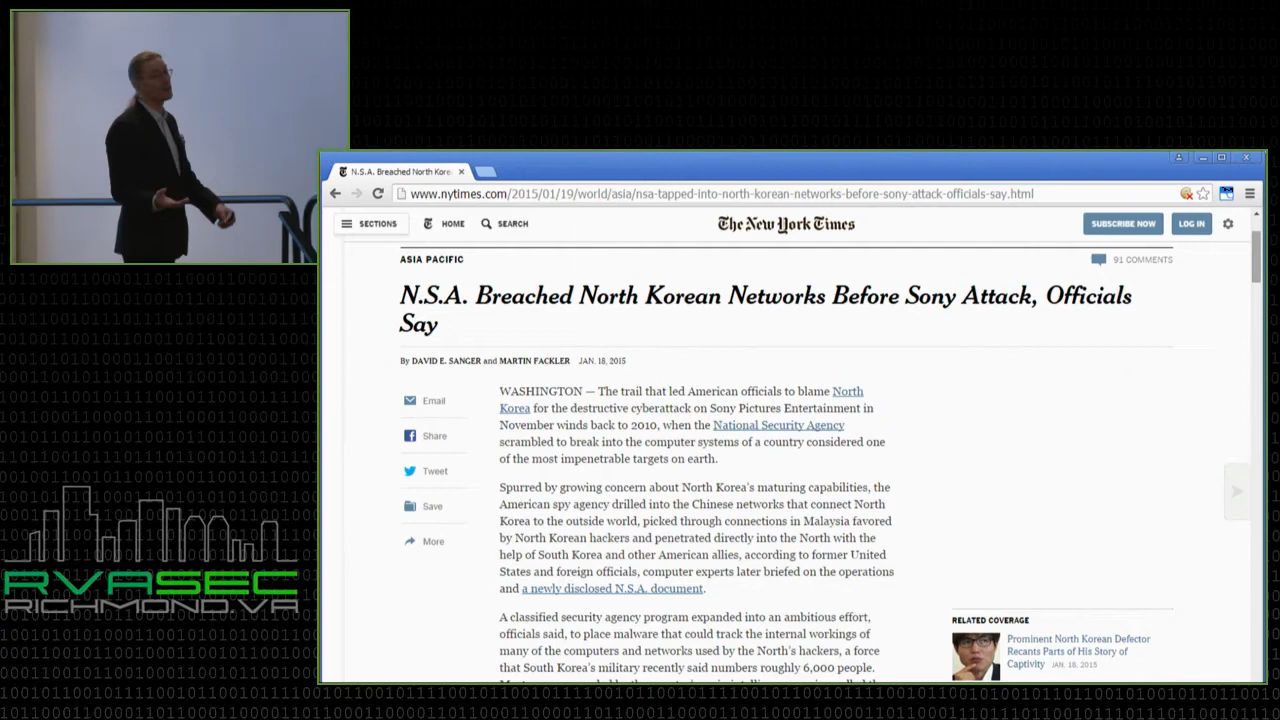 N.S.A. Breached North Kore
www.nytimes.com/2015/01/19/world/asia/nsa-tapped-into-north-korean-networks-before-sony-attack-officials-say.html
SECTIONS HOME SEARCH The New York Times SUBSCRIBE NOW LOG IN
ASIA PACIFIC 91 COMMENTS
N.S.A. Breached North Korean Networks Before Sony Attack, Officials
Say
By DAVID E. SANGER and MARTIN FACKLER JAN. 18, 2015
Email
Share
Tweet
Save
More
WASHINGTON — The trail that led American officials to blame North
Korea for the destructive cyberattack on Sony Pictures Entertainment in
November winds back to 2010, when the National Security Agency
scrambled to break into the computer systems of a country considered one
of the most impenetrable targets on earth.
Spurred by growing concern about North Korea's maturing capabilities, the
American spy agency drilled into the Chinese networks that connect North
Korea to the outside world, picked through connections in Malaysia favored
by North Korean hackers and penetrated directly into the North with the
help of South Korea and other American allies, according to former United
States and foreign officials, computer experts later briefed on the operations
and a newly disclosed N.S.A. document.
A classified security agency program expanded into an ambitious effort,
officials said, to place malware that could track the internal workings of
many of the computers and networks used by the North's hackers, a force
that South Korea's military recently said numbers roughly 6,000 people.
RELATED COVERAGE
Prominent North Korean Defector
Recants Parts of His Story of
Captivity JAN. 18, 2015
RVASEC
RICHMOND.VA